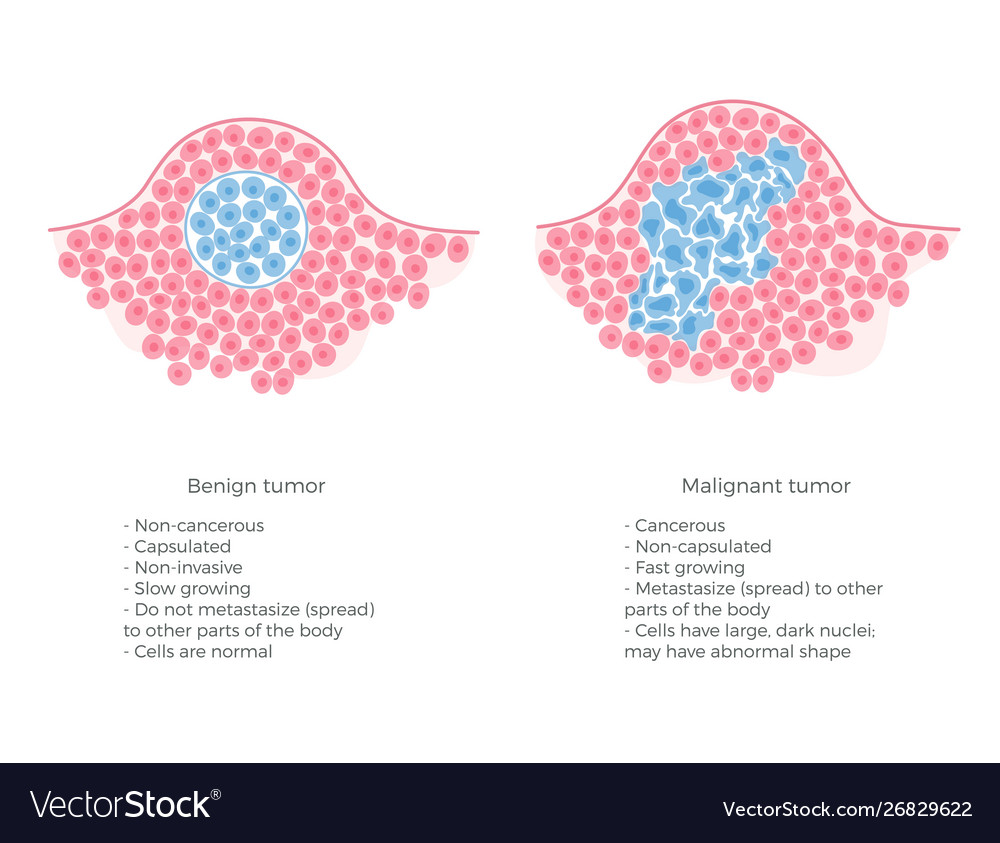 Benign tumor
- Non-cancerous
- Capsulated
- Non-invasive
- Slow growing
- Do not metastasize (spread)
to other parts of the body
- Cells are normal
Malignant tumor
- Cancerous
- Non-capsulated
- Fast growing
- Metastasize (spread) to other
parts of the body
- Cells have large, dark nuclei;
may have abnormal shape
VectorStock®
VectorStock.com/26829622